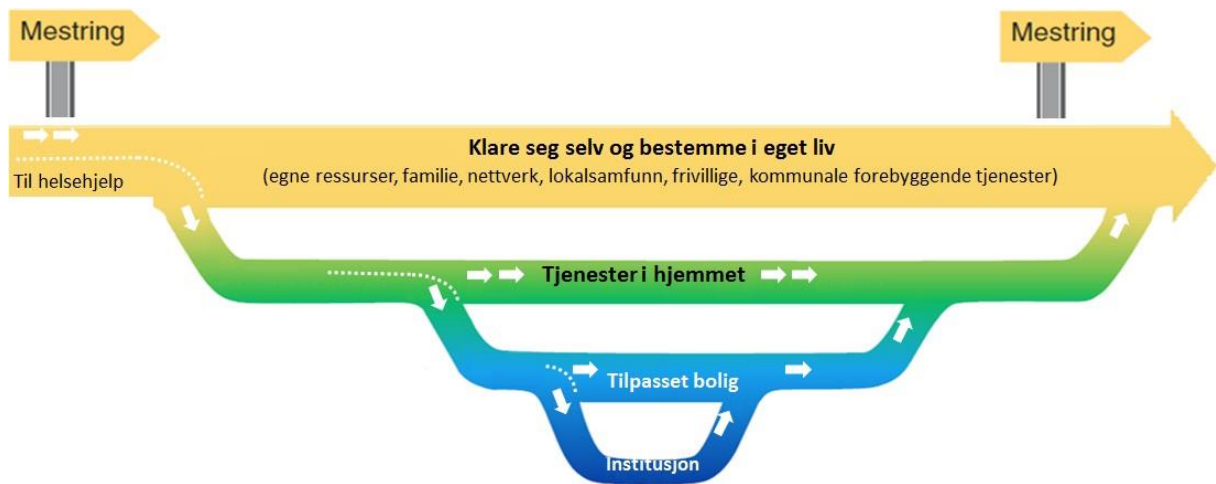 Mestring
Mestring
Klare seg selv og bestemme i eget liv
(egne ressurser, familie, nettverk, lokalsamfunn, frivillige, kommunale forebyggende tjenester)
Til helsehjelp
Tjenester i hjemmet
Tilpasset bolig
Institusjon